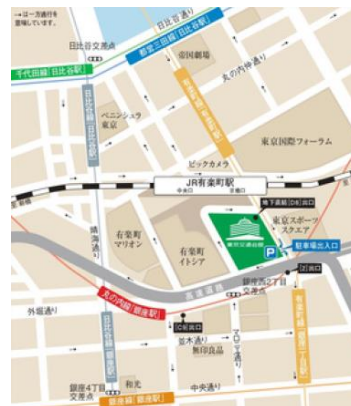 →は一方通行を
意味しています。
日比谷通り
日比谷交差点
都営三田線「日比谷駅」
帝国劇場
丸の内仲通り
千代田線「日比谷駅」
日比谷線「日比谷駅」
ペニンシュラ
東京
有楽町線「有楽町駅」
東京国際フォーラム
ビックカメラ
JR有楽町駅
中央口
京橋口
地下直結[D8]出口
晴海通り
有楽町
マリオン
有楽町
イトシア
東京交通会館
東京スポーツ
スクエア
P
駐車場出入口
高速道路
[2]出口
丸の内線「銀座駅」
銀座西2丁目
交差点
外堀通り
[C9]出口
並木通り
マロニエ通り
有楽町線「銀座一丁目駅」
無印良品
日比谷線「銀座駅」
銀座4丁目
交差点
和光
中央通り
銀座線「銀座駅」